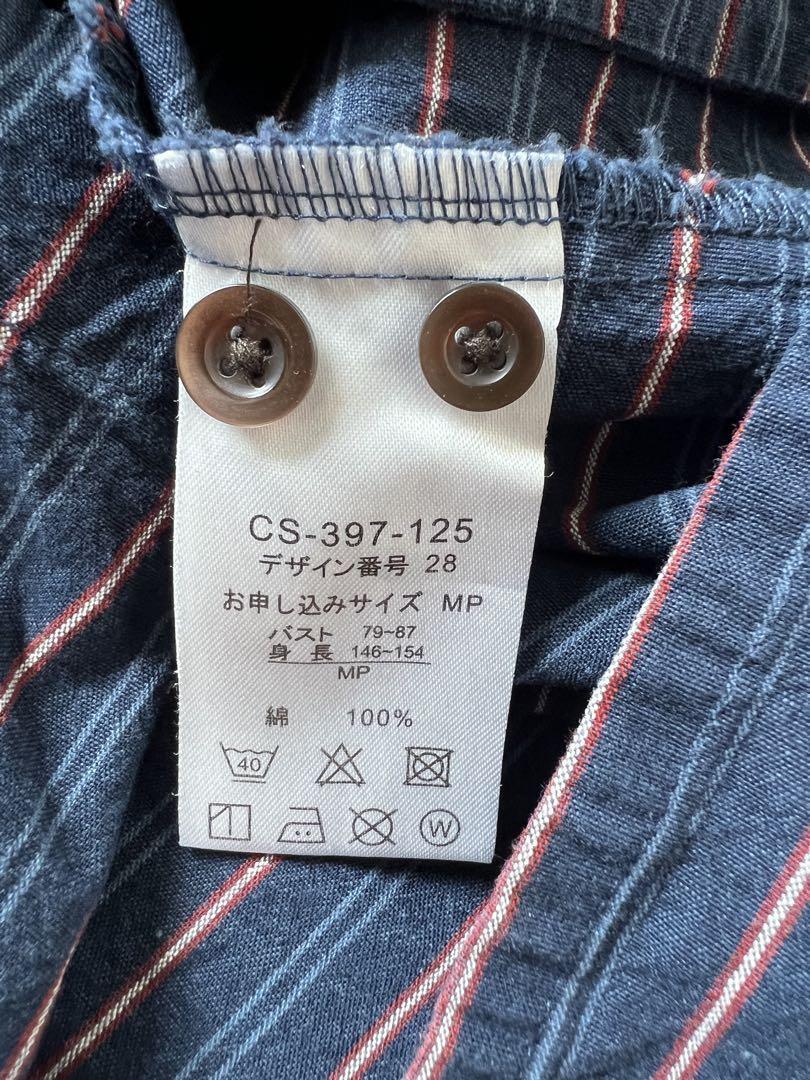 CS-397-125
デザイン番号 28
お申し込みサイズ MP
バスト 79~87
身長 146~154
MP
綿 100%
40
W